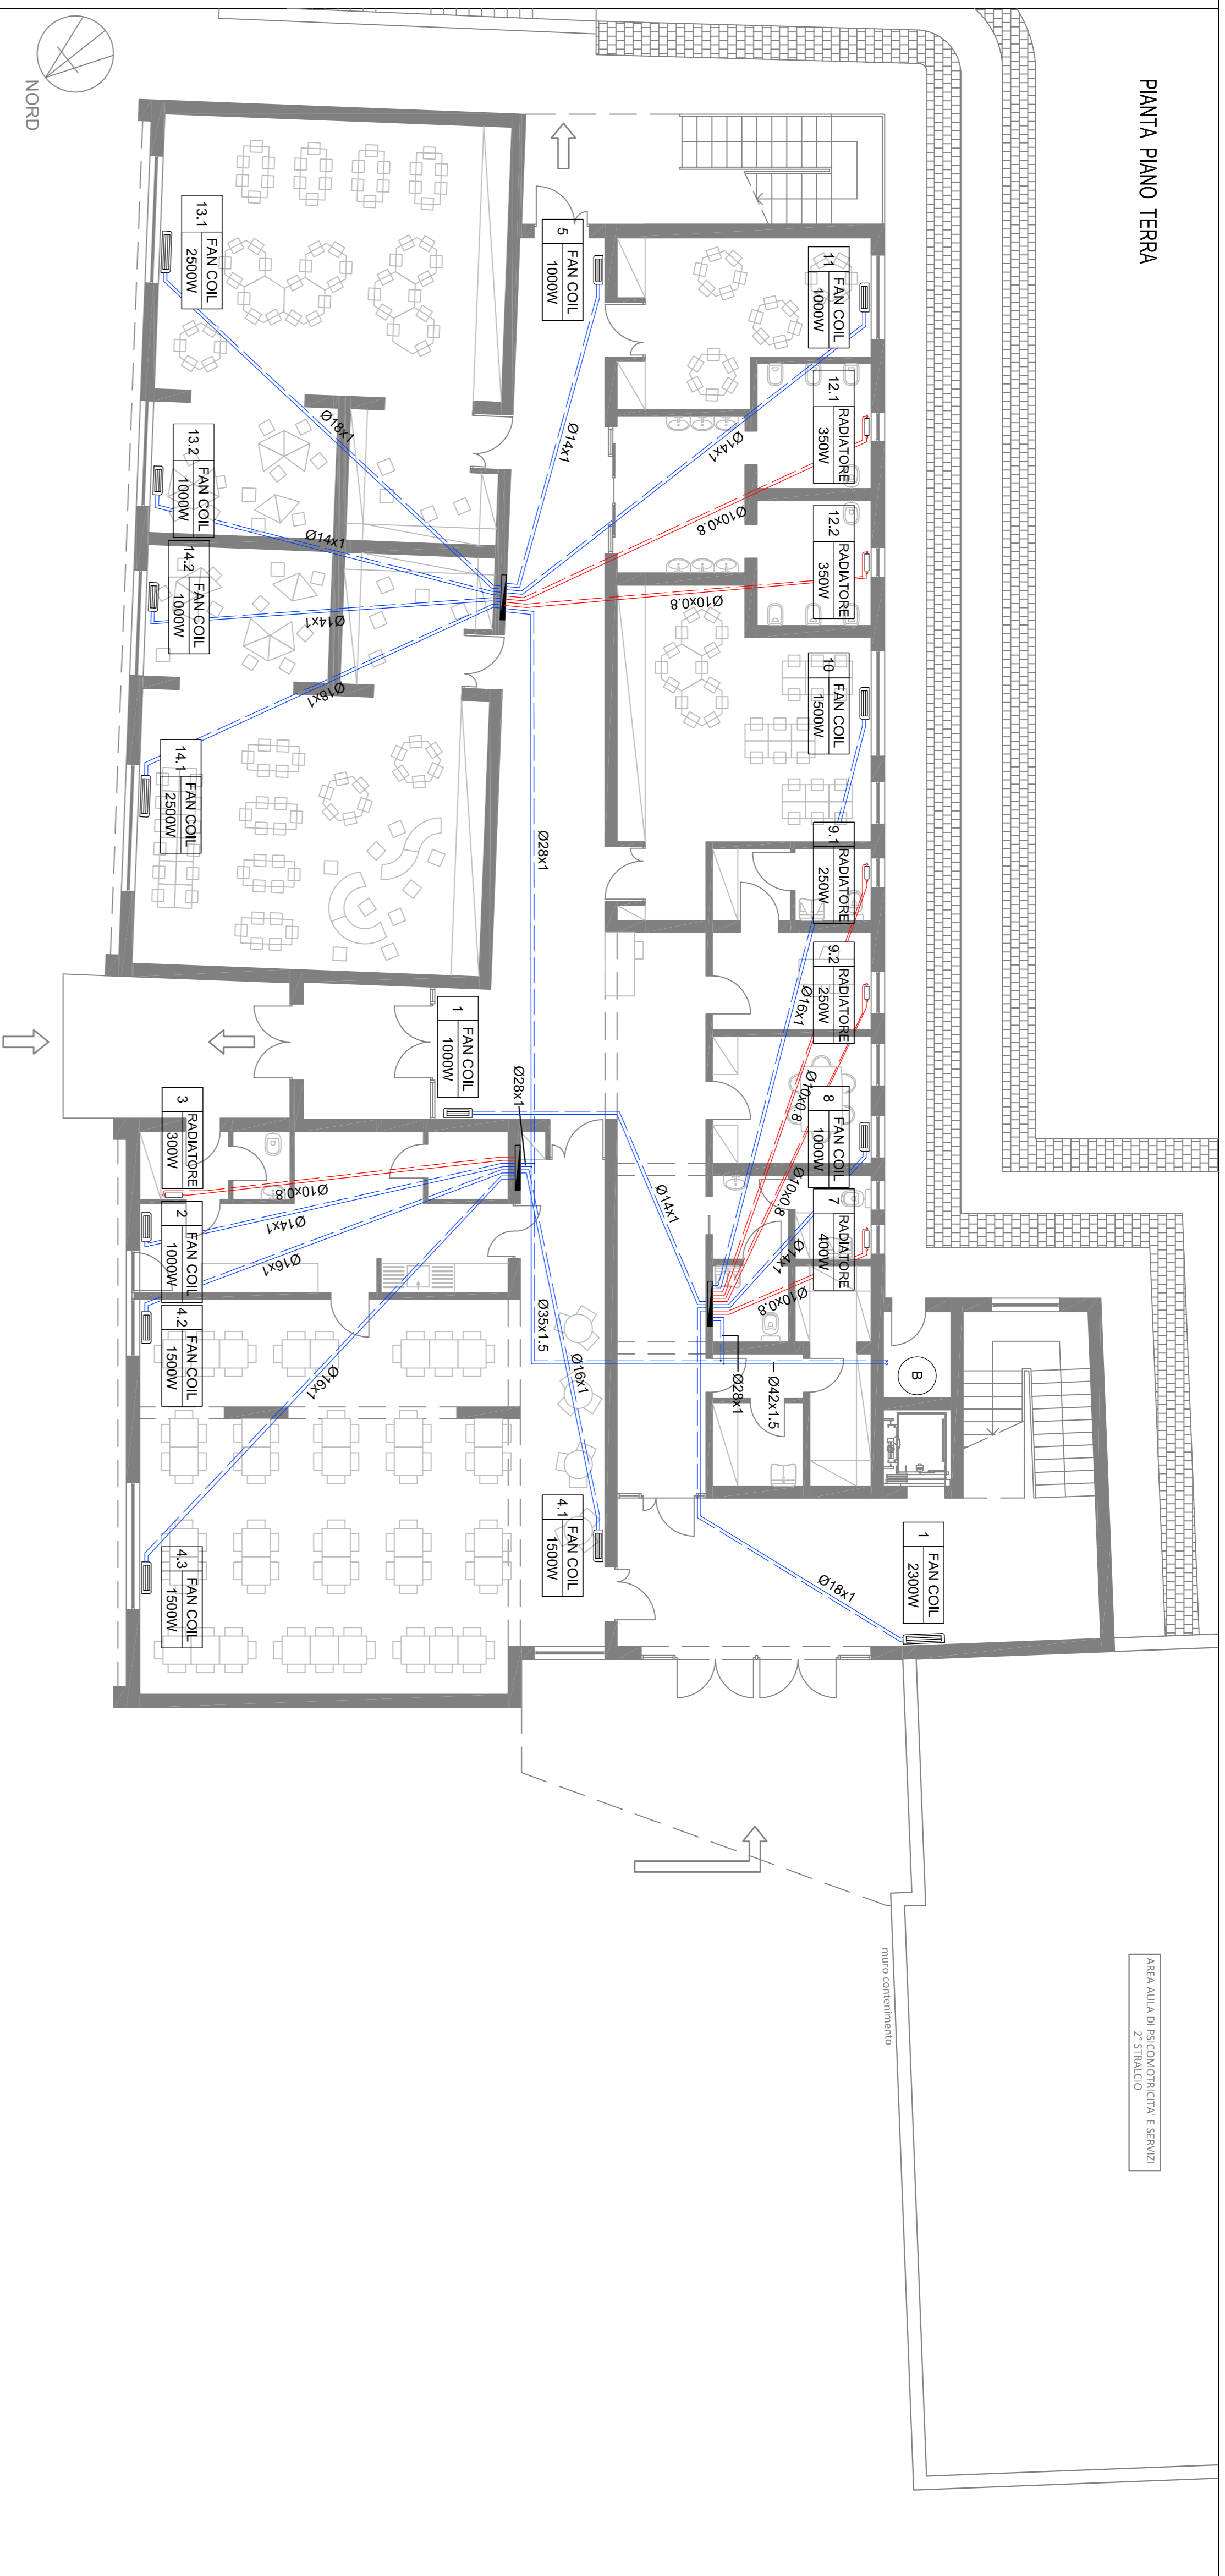 PIANTA PIANO TERRA
AREA AULA DI PSICOMOTRICITA' E SERVIZI
2° STRALCIO
muro contenimento
NORD
11
FAN COIL
1000W
12.1
RADIATORE
350W
12.2
RADIATORE
350W
10
FAN COIL
1500W
9.1
RADIATORE
250W
9.2
RADIATORE
250W
8
FAN COIL
1000W
7
RADIATORE
400W
B
1
FAN COIL
2300W
5
FAN COIL
1000W
Ø14x1
Ø14x1
Ø10x0.8
Ø10x0.8
Ø16x1
Ø10x0.8
Ø10x0.8
Ø14x1
Ø10x0.8
Ø28x1
Ø42x1.5
Ø18x1
Ø14x1
Ø28x1
Ø28x1
Ø35x1.5
Ø16x1
4.1
FAN COIL
1500W
1
FAN COIL
1000W
Ø18x1
Ø14x1
Ø14x1
Ø18x1
Ø10x0.8
Ø14x1
Ø16x1
Ø16x1
13.1
FAN COIL
2500W
13.2
FAN COIL
1000W
14.2
FAN COIL
1000W
14.1
FAN COIL
2500W
3
RADIATORE
300W
2
FAN COIL
1000W
4.2
FAN COIL
1500W
4.3
FAN COIL
1500W